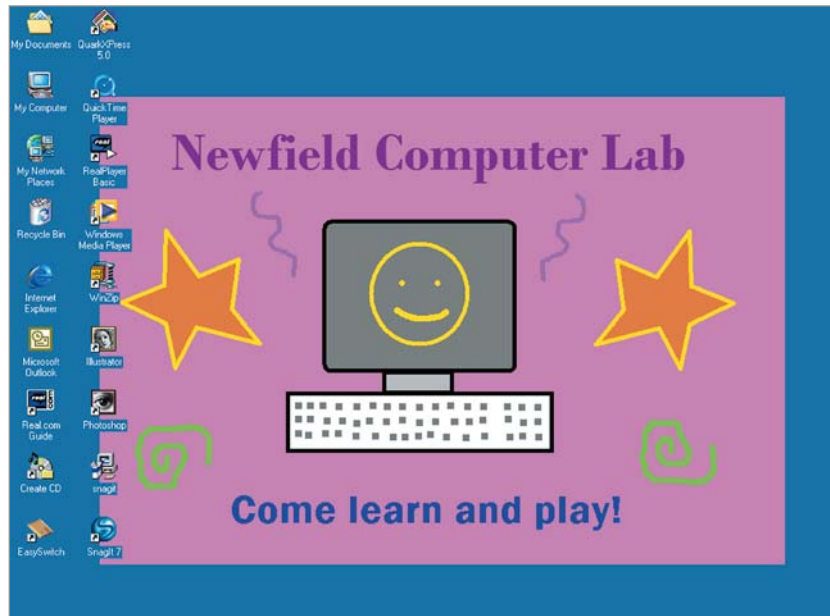 My Documents
QuarkXPress
5.0
My Computer
QuickTime
Player
My Network
Places
RealPlayer
Basic
Recycle Bin
Windows
Media Player
Internet
Explorer
WinZip
Microsoft
Outlook
Illustrator
Real.com
Guide
Photoshop
Create CD
snagit
EasySwitch
SnagIt 7
Newfield Computer Lab
Come learn and play!